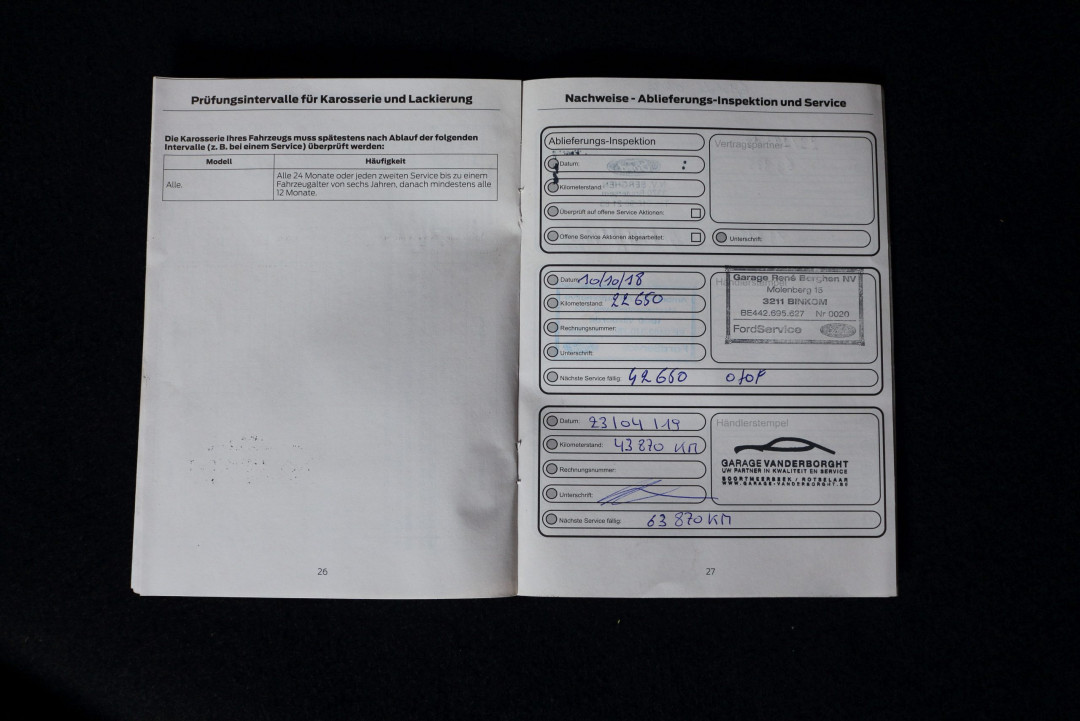 Prüfungsintervalle für Karosserie und Lackierung
Die Karosserie Ihres Fahrzeugs muss spätestens nach Ablauf der folgenden
Intervalle (z. B. bei einem Service) überprüft werden:
Modell Häufigkeit
Alle. Alle 24 Monate oder jeden zweiten Service bis zu einem
Fahrzeugalter von sechs Jahren, danach mindestens alle
12 Monate.
26
Nachweise - Ablieferungs-Inspektion und Service
Ablieferungs-Inspektion
Vertragspartner
Datum:
Kilometerstand
Überprüft auf offene Service Aktionen:
Offene Service Aktionen abgearbeitet:
Unterschrift:
Datum: 10/10/18
Kilometerstand: 22 650
Rechnungsnummer:
Unterschrift:
Nächste Service fällig: 42 650
Garage René Borghen NV
Molenberg 15
3211 BINKOM
BE442.695.627 Nr 0020
FordService
Datum: 23/04/19
Kilometerstand: 43 870 KM
Rechnungsnummer:
Unterschrift:
Nächste Service fällig: 63 870 KM
Händlerstempel
GARAGE VANDERBORGHT
UW PARTNER IN KWALITEIT EN SERVICE
BOORTMEERBEEK / ROTSELAAR
WWW.GARAGE-VANDERBORGHT.BE
27